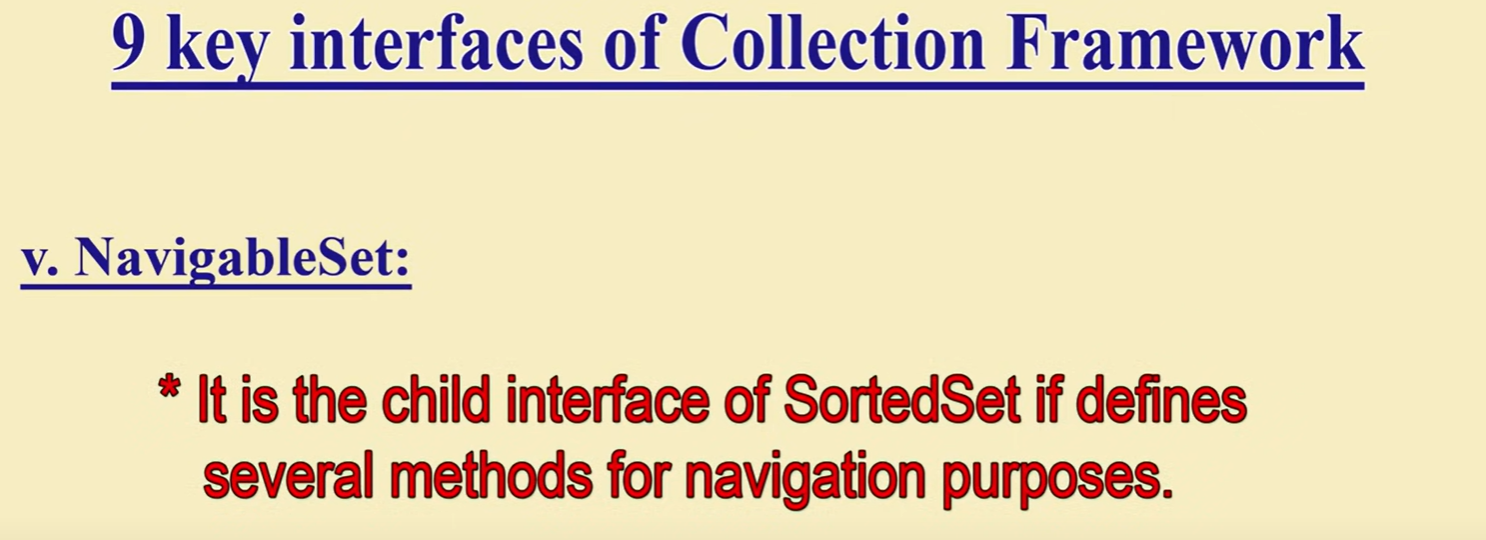 9 key interfaces of Collection Framework
v. NavigableSet:
* It is the child interface of SortedSet if defines
several methods for navigation purposes.